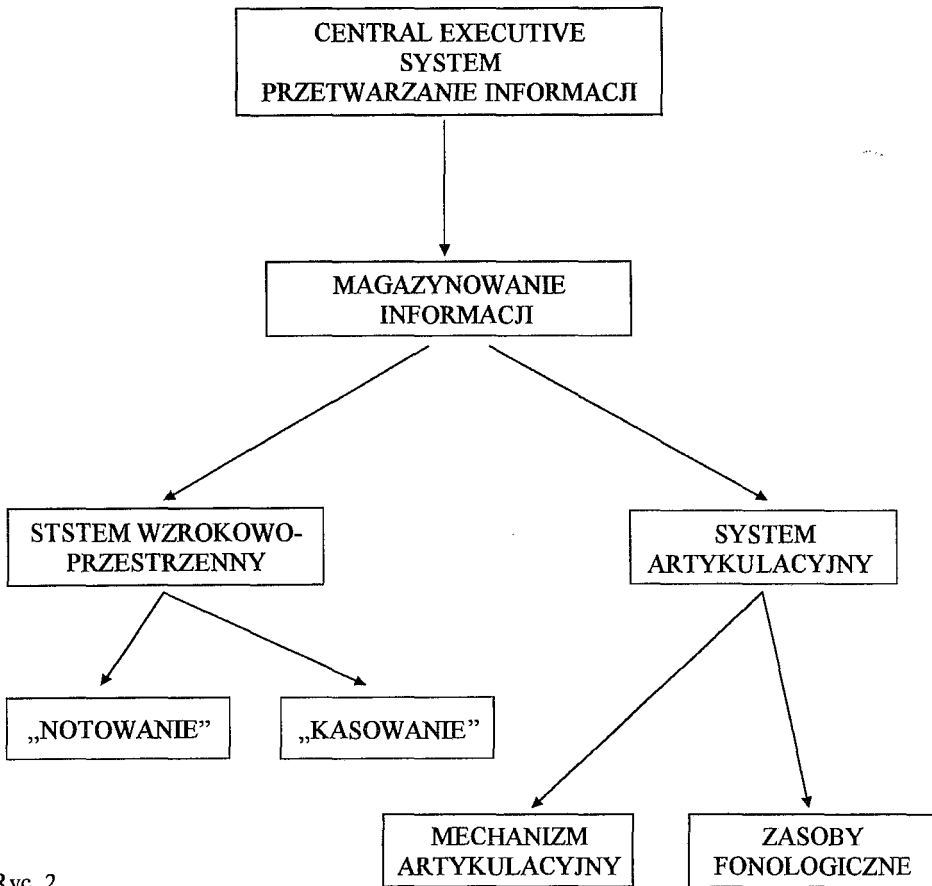 CENTRAL EXECUTIVE
SYSTEM
PRZETWARZANIE INFORMACJI
MAGAZYNOWANIE
INFORMACJI
STSTEM WZROKOWO-
PRZESTRZENNY
SYSTEM
ARTYKULACYJNY
„NOTOWANIE”
„KASOWANIE”
MECHANIZM
ARTYKULACYJNY
ZASOBY
FONOLOGICZNE
Ryc. 2